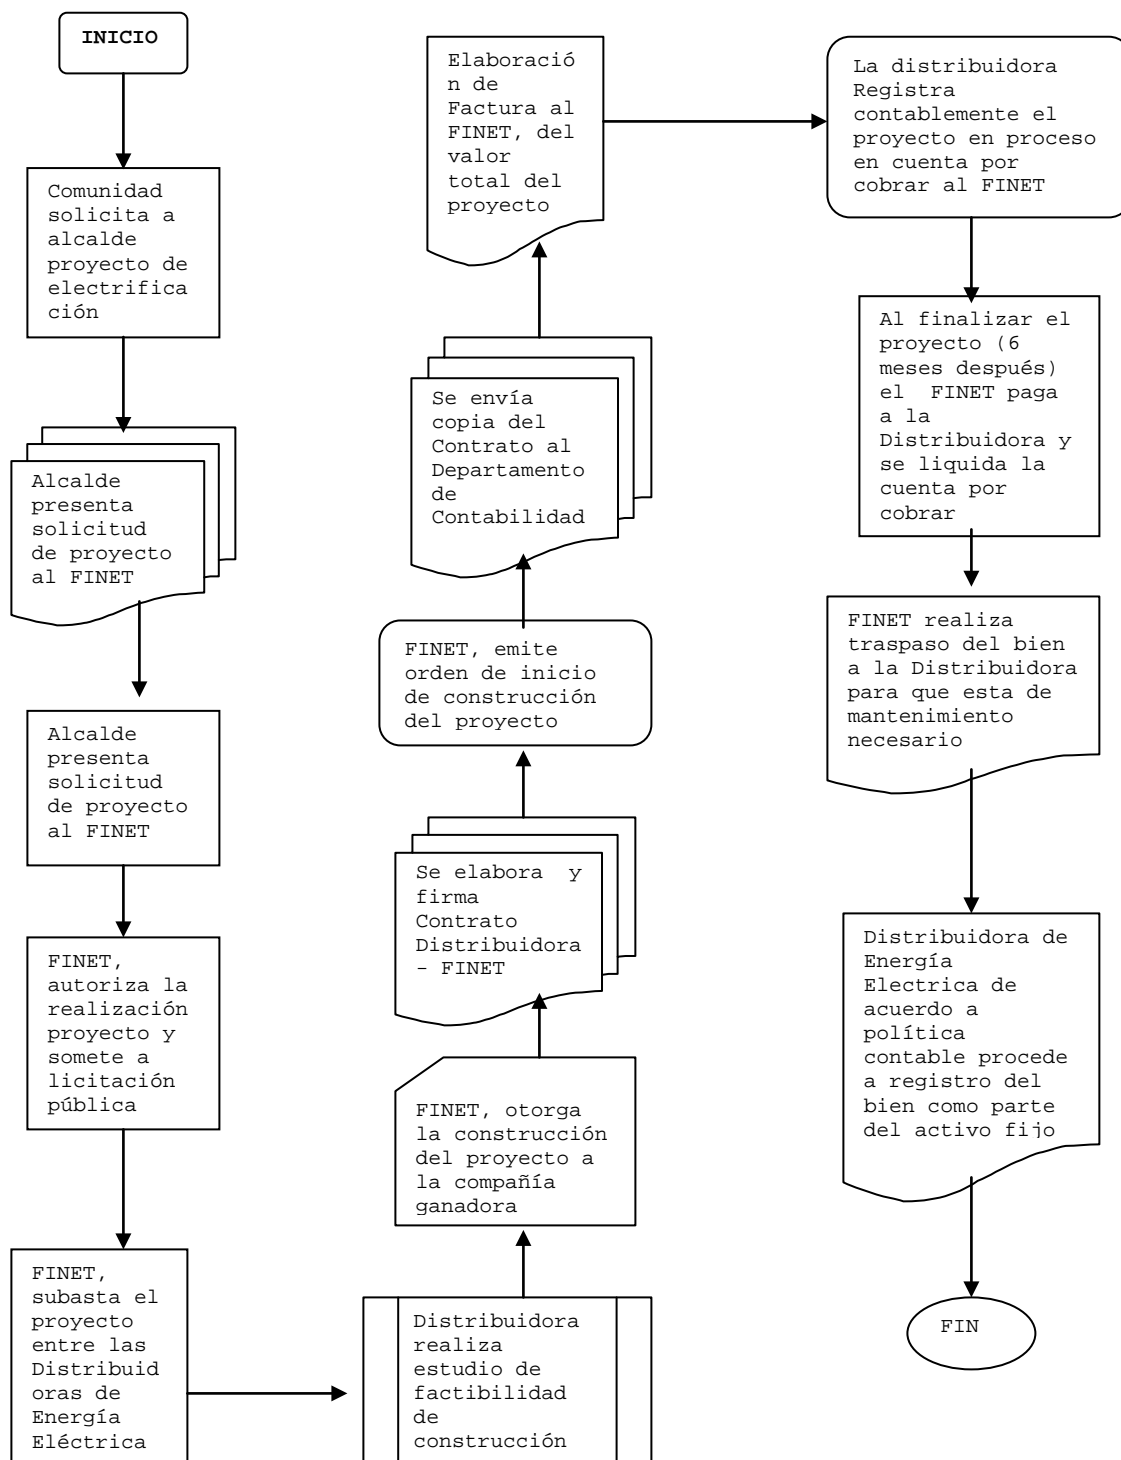 INICIO
Comunidad
solicita a
alcalde
proyecto de
electrifica
ción
Alcalde
presenta
solicitud
de proyecto
al FINET
Alcalde
presenta
solicitud
de proyecto
al FINET
FINET,
autoriza la
realización
proyecto y
somete a
licitación
pública
FINET,
subasta el
proyecto
entre las
Distribuid
oras de
Energía
Eléctrica
Distribuidora
realiza
estudio de
factibilidad
de
construcción
FINET, otorga
la construcción
del proyecto a
la compañía
ganadora
Se elabora y
firma
Contrato
Distribuidora
- FINET
FINET, emite
orden de inicio
de construcción
del proyecto
Se envía
copia del
Contrato al
Departamento
de
Contabilidad
Elaboració
n de
Factura al
FINET, del
valor
total del
proyecto
La distribuidora
Registra
contablemente el
proyecto en proceso
en cuenta por
cobrar al FINET
Al finalizar el
proyecto (6
meses después)
el FINET paga
a la
Distribuidora y
se liquida la
cuenta por
cobrar
FINET realiza
traspaso del bien
a la Distribuidora
para que esta de
mantenimiento
necesario
Distribuidora de
Energía
Electrica de
acuerdo a
política
contable procede
a registro del
bien como parte
del activo fijo
FIN